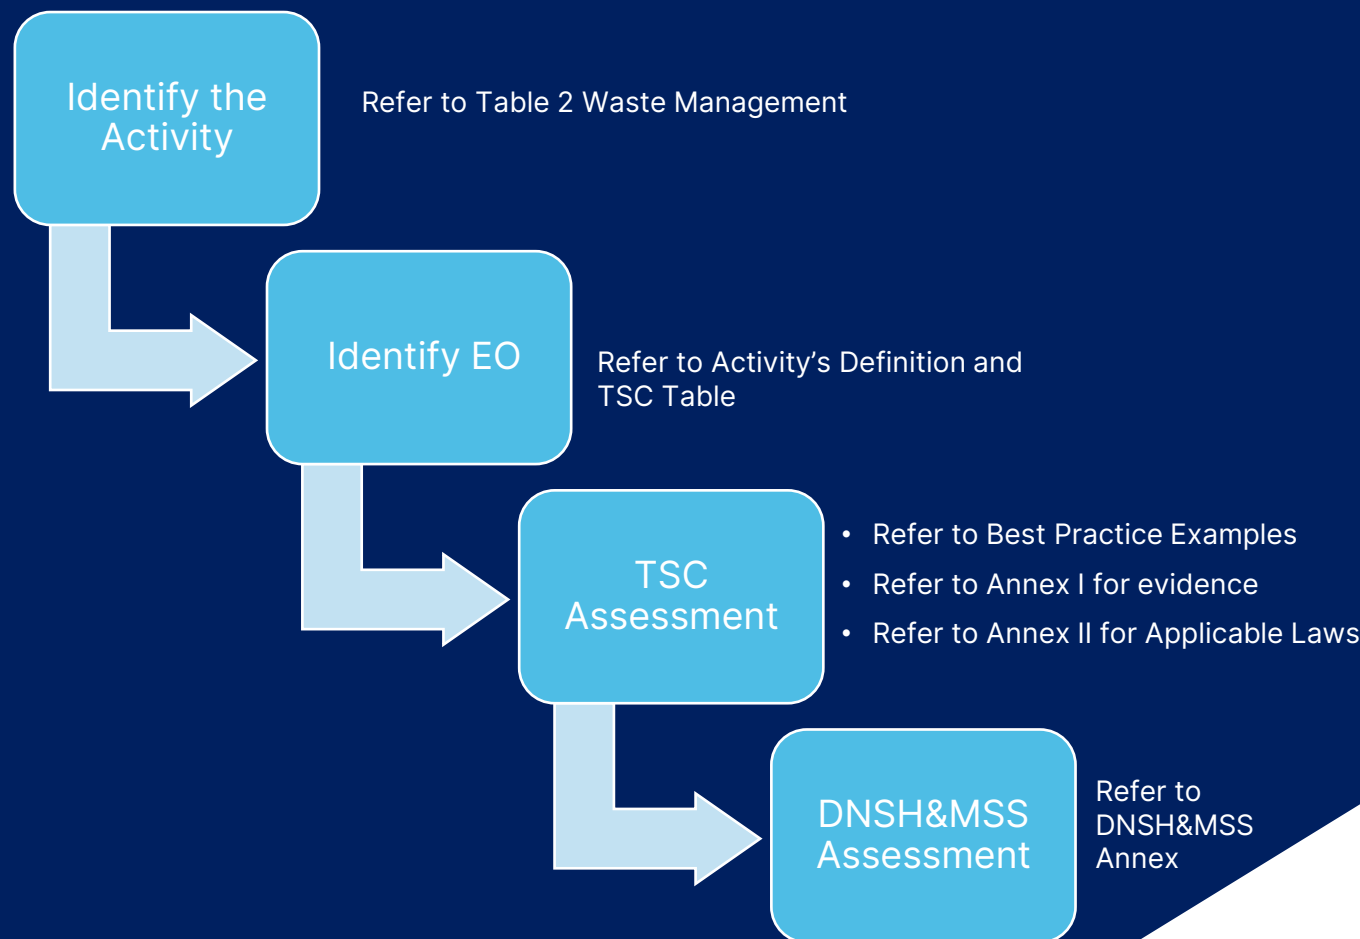 Identify the
Activity
Refer to Table 2 Waste Management
Identify EO
Refer to Activity's Definition and
TSC Table
TSC
Assessment
• Refer to Best Practice Examples
• Refer to Annex I for evidence
• Refer to Annex II for Applicable Laws
DNSH&MSS
Assessment
Refer to
DNSH&MSS
Annex